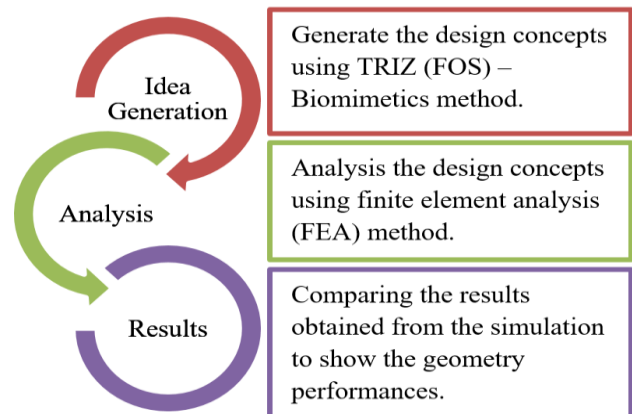 Idea
Generation
Generate the design concepts
using TRIZ (FOS) –
Biomimetics method.
Analysis
Analysis the design concepts
using finite element analysis
(FEA) method.
Results
Comparing the results
obtained from the simulation
to show the geometry
performances.